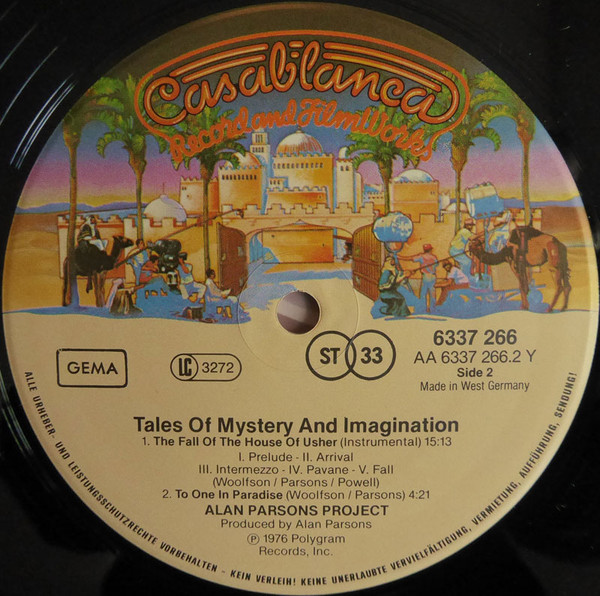 Casablanca
Record and FilmWorks
GEMA
LC 3272
ST 33
6337 266
AA 6337 266.2 Y
Side 2
Made in West Germany
Tales Of Mystery And Imagination
1. The Fall Of The House Of Usher (Instrumental) 15:13
I. Prelude - II. Arrival
III. Intermezzo - IV. Pavane - V. Fall
(Woolfson / Parsons / Powell)
2. To One In Paradise (Woolfson / Parsons) 4:21
ALAN PARSONS PROJECT
Produced by Alan Parsons
Ⓟ 1976 Polygram
Records, Inc.
ALLE URHEBER- UND LEISTUNGSSCHUTZRECHTE VORBEHALTEN - KEIN VERLEIH! KEINE UNERLAUBTE VERVIELFÄLTIGUNG, VERMIETUNG, AUFFÜHRUNG, SENDUNG!